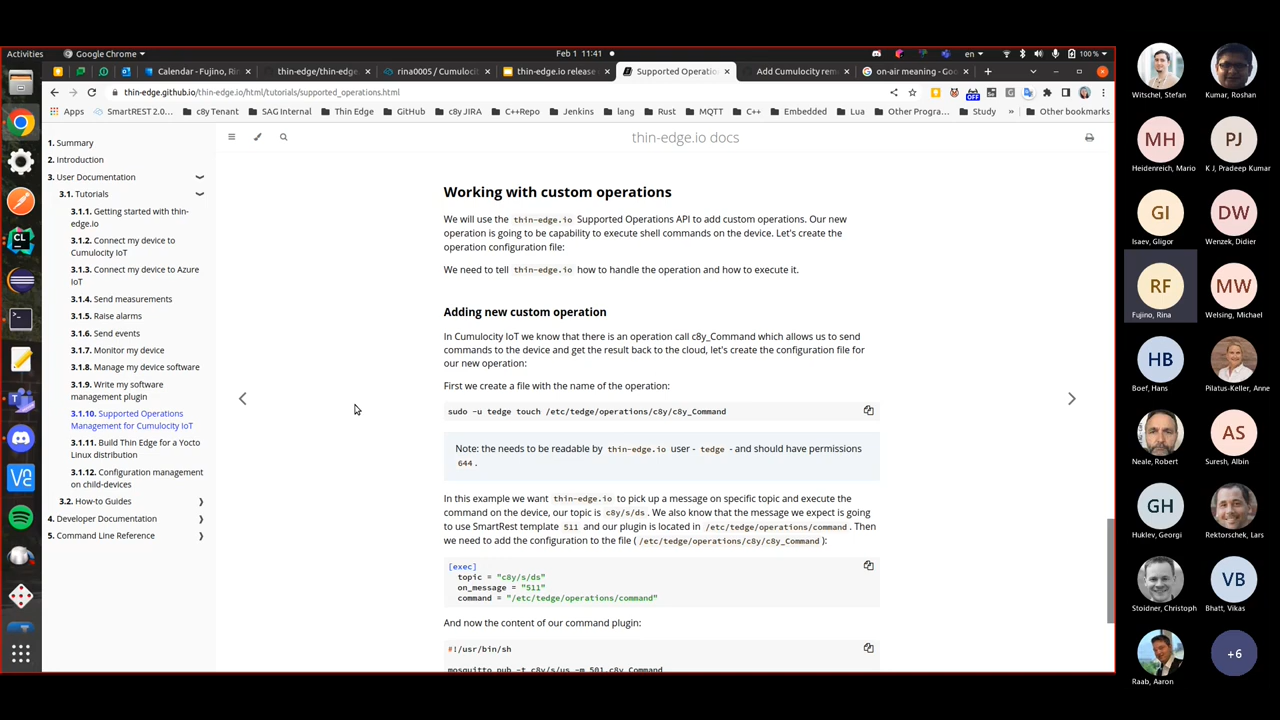 Activities
Google Chrome
Feb 1 11:41
en
100 %
Calendar - Fujino, Rin
thin-edge/thin-edge.
rina0005 / Cumulocit
thin-edge.io release
Supported Operatio
Add Cumulocity rem
on-air meaning - Goo
thin-edge.github.io/thin-edge.io/html/tutorials/supported_operations.html
OFF
Apps
SmartREST 2.0...
c8y Tenant
SAG Internal
Thin Edge
GitHub
c8y JIRA
C++Repo
lang
Rust
MQTT
C++
Embedded
Lua
Other Progra...
Study
»
Other bookmarks
1. Summary
2. Introduction
3. User Documentation
3.1. Tutorials
3.1.1. Getting started with thin-
edge.io
3.1.2. Connect my device to
Cumulocity IoT
3.1.3. Connect my device to Azure
IoT
3.1.4. Send measurements
3.1.5. Raise alarms
3.1.6. Send events
3.1.7. Monitor my device
3.1.8. Manage my device software
3.1.9. Write my software
management plugin
3.1.10. Supported Operations
Management for Cumulocity IoT
3.1.11. Build Thin Edge for a Yocto
Linux distribution
3.1.12. Configuration management
on child-devices
3.2. How-to Guides
4. Developer Documentation
5. Command Line Reference
thin-edge.io docs
Working with custom operations
We will use the thin-edge.io Supported Operations API to add custom operations. Our new
operation is going to be capability to execute shell commands on the device. Let's create the
operation configuration file:
We need to tell thin-edge.io how to handle the operation and how to execute it.
Adding new custom operation
In Cumulocity IoT we know that there is an operation call c8y_Command which allows us to send
commands to the device and get the result back to the cloud, let's create the configuration file for
our new operation:
First we create a file with the name of the operation:
sudo -u tedge touch /etc/tedge/operations/c8y/c8y_Command
Note: the needs to be readable by thin-edge.io user - tedge - and should have permissions
644 .
In this example we want thin-edge.io to pick up a message on specific topic and execute the
command on the device, our topic is c8y/s/ds . We also know that the message we expect is going
to use SmartRest template 511 and our plugin is located in /etc/tedge/operations/command . Then
we need to add the configuration to the file ( /etc/tedge/operations/c8y/c8y_Command ):
[exec]
topic = "c8y/s/ds"
on_message = "511"
command = "/etc/tedge/operations/command"
And now the content of our command plugin:
#!/usr/bin/sh
mosquitto_pub -t c8y/s/us -m 501,c8y_Command
Witschel, Stefan
Kumar, Roshan
MH
Heidenreich, Mario
PJ
K J, Pradeep Kumar
GI
Isaev, Gligor
DW
Wenzek, Didier
RF
Fujino, Rina
MW
Welsing, Michael
HB
Boef, Hans
Pilatus-Keller, Anne
Neale, Robert
AS
Suresh, Albin
GH
Huklev, Georgi
Rektorschek, Lars
Stoidner, Christoph
VB
Bhatt, Vikas
Raab, Aaron
+6